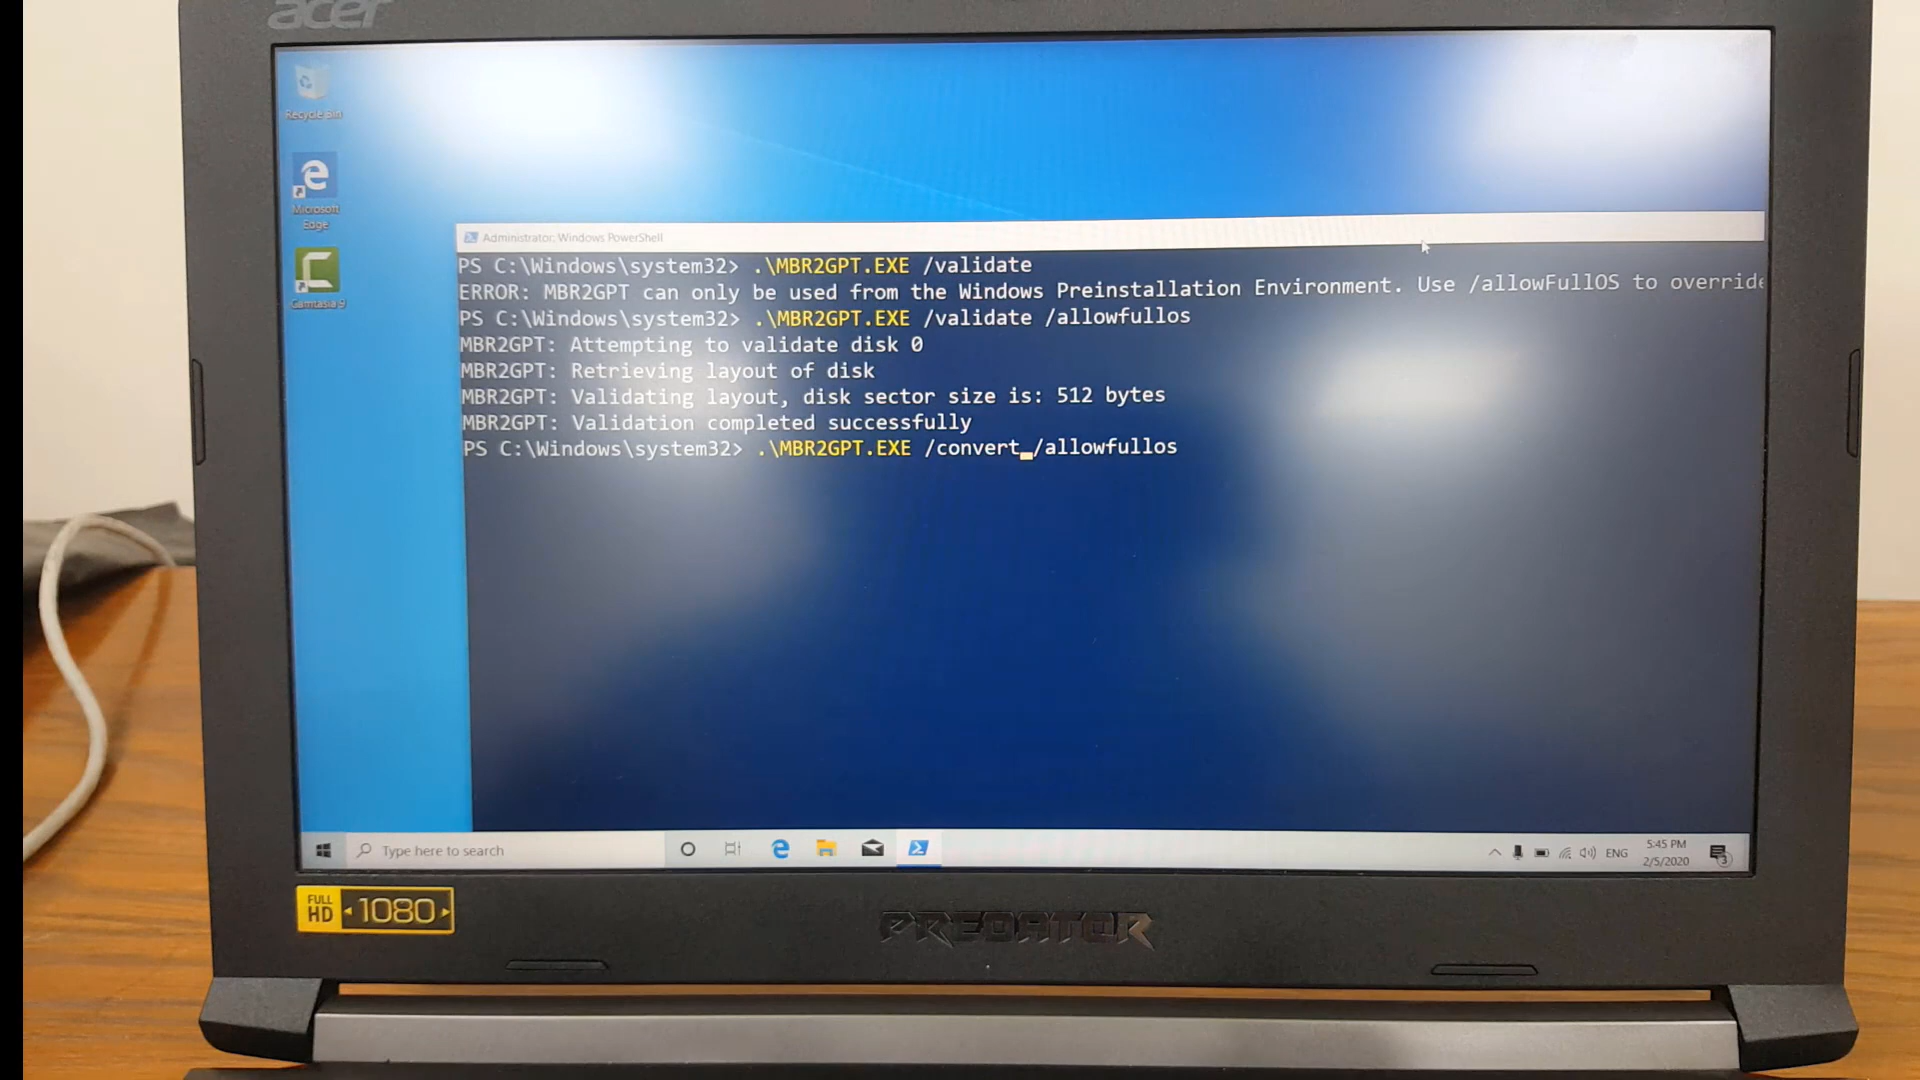 acer
Recycle Bin
Microsoft
Edge
Camtasia 9
Administrator: Windows PowerShell
PS C:\Windows\system32> .\MBR2GPT.EXE /validate
ERROR: MBR2GPT can only be used from the Windows Preinstallation Environment. Use /allowFullOS to override
PS C:\Windows\system32> .\MBR2GPT.EXE /validate /allowfullos
MBR2GPT: Attempting to validate disk 0
MBR2GPT: Retrieving layout of disk
MBR2GPT: Validating layout, disk sector size is: 512 bytes
MBR2GPT: Validation completed successfully
PS C:\Windows\system32> .\MBR2GPT.EXE /convert /allowfullos
Type here to search
ENG
5:45 PM
2/5/2020
3
FULL
HD
1080
PREDATOR